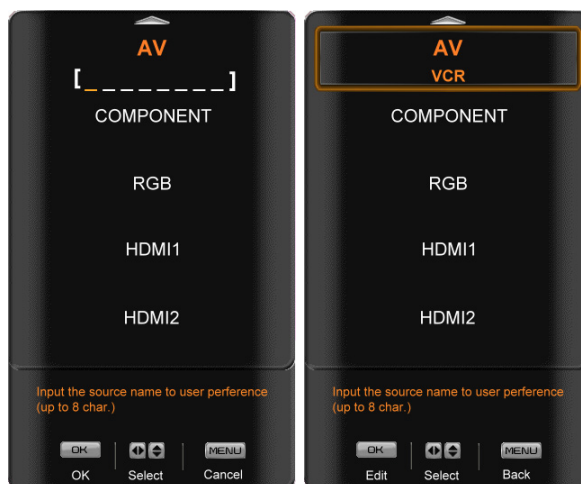 AV
[_ _ _ _ _ _ _ _]
COMPONENT
RGB
HDMI1
HDMI2
Input the source name to user perference
(up to 8 char.)
OK MENU
OK Select Cancel
AV
VCR
COMPONENT
RGB
HDMI1
HDMI2
Input the source name to user perference
(up to 8 char.)
OK MENU
Edit Select Back